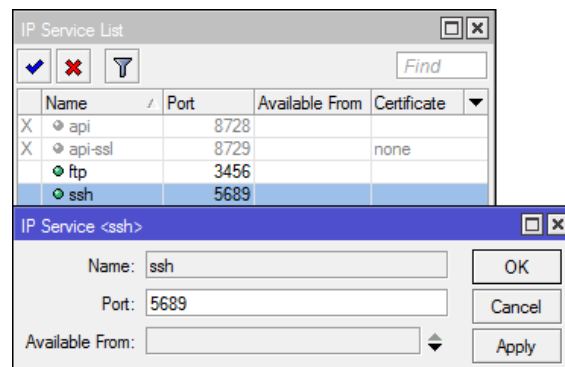 IP Service List
Find
Name / Port Available From Certificate
X api 8728
X api-ssl 8729 none
ftp 3456
ssh 5689
IP Service <ssh>
Name: ssh OK
Port: 5689 Cancel
Available From: Apply